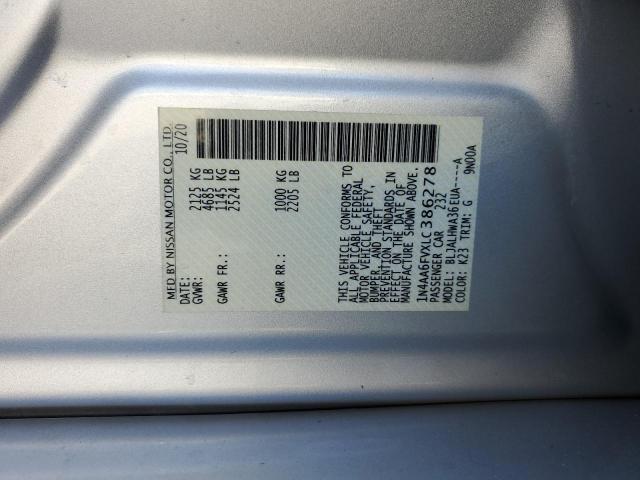 MFD BY NISSAN MOTOR CO., LTD.
DATE: 10/20
GVWR: 2125 KG
4685 LB
GAWR FR.: 1145 KG
2524 LB
GAWR RR.: 1000 KG
2205 LB
THIS VEHICLE CONFORMS TO
ALL APPLICABLE FEDERAL
MOTOR VEHICLE SAFETY,
BUMPER, AND THEFT
PREVENTION STANDARDS IN
EFFECT ON THE DATE OF
MANUFACTURE SHOWN ABOVE.
1N4AA6FVXLC386278
PASSENGER CAR 232
MODEL: BLJALHWA36EUA-----A
COLOR: K23 TRIM: G 9N00A